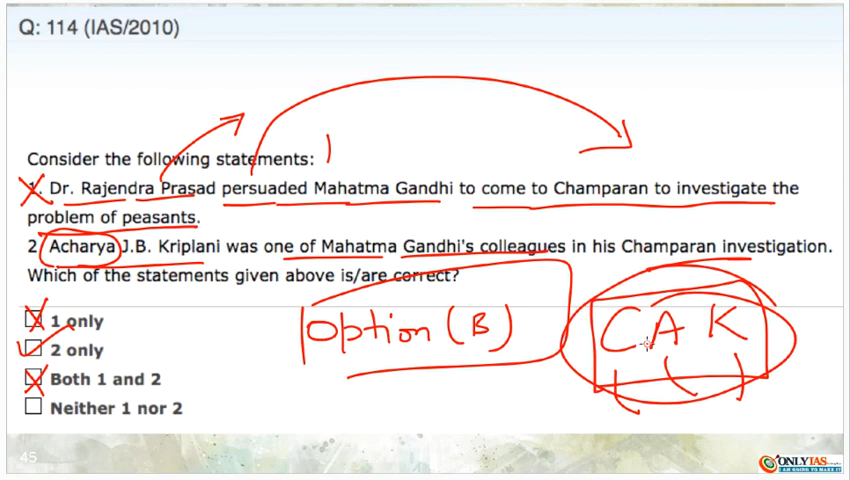 Q: 114 (IAS/2010)
Consider the following statements:
1. Dr. Rajendra Prasad persuaded Mahatma Gandhi to come to Champaran to investigate the
problem of peasants.
2 Acharya J.B. Kriplani was one of Mahatma Gandhi's colleagues in his Champaran investigation.
Which of the statements given above is/are correct?
1 only
2 only
Both 1 and 2
Neither 1 nor 2
Option (B)
CAK
45
ONLYIAS